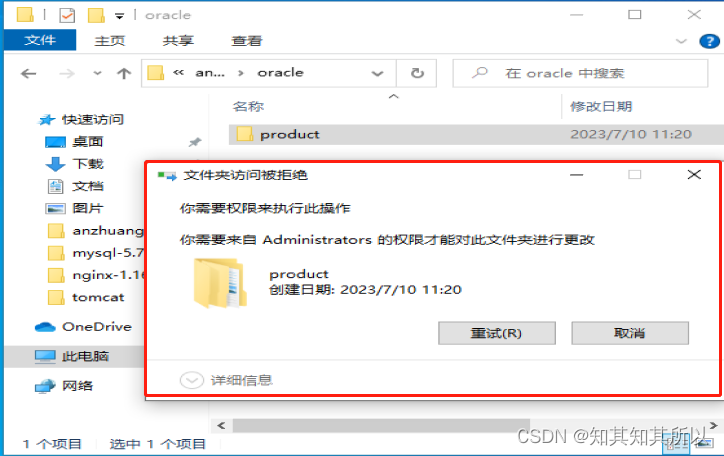 oracle
文件 主页 共享 查看
« an... › oracle
在 oracle 中搜索
名称 修改日期
快速访问
product 2023/7/10 11:20
桌面
下载
文档
图片
anzhuang
mysql-5.7
nginx-1.16
tomcat
OneDrive
此电脑
网络
文件夹访问被拒绝
你需要权限来执行此操作
你需要来自 Administrators 的权限才能对此文件夹进行更改
product
创建日期: 2023/7/10 11:20
重试(R) 取消
详细信息
1 个项目 选中 1 个项目
CSDN @知其知其所以